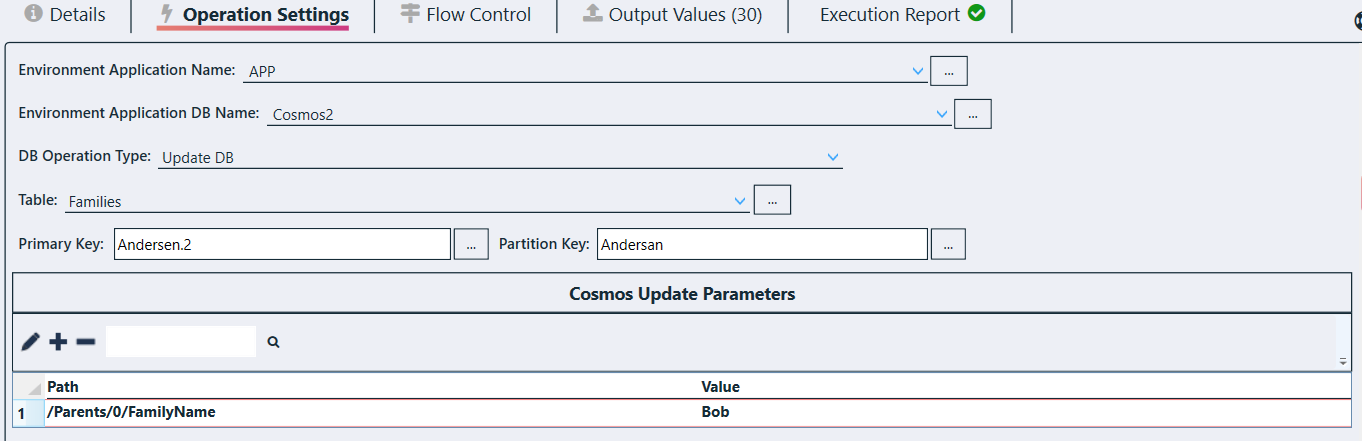 Details Operation Settings Flow Control Output Values (30) Execution Report
Environment Application Name: APP ...
Environment Application DB Name: Cosmos2 ...
DB Operation Type: Update DB
Table: Families ...
Primary Key: Andersen.2 ... Partition Key: Andersan ...
Cosmos Update Parameters
Path Value
1 /Parents/0/FamilyName Bob